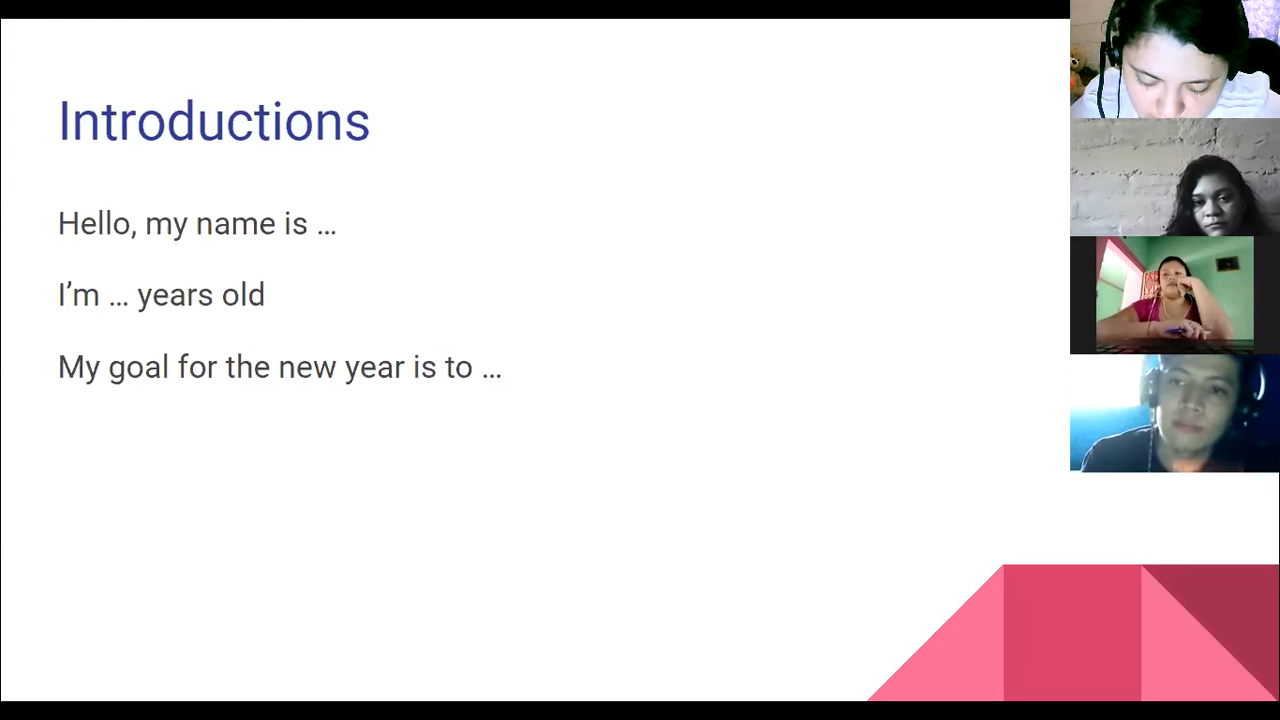 Introductions
Hello, my name is …
I’m … years old
My goal for the new year is to …